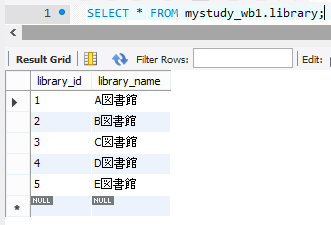 1 SELECT * FROM mystudy_wb1.library;
Result Grid Filter Rows: Edit:
library_id library_name
1 A図書館
2 B図書館
3 C図書館
4 D図書館
5 E図書館
NULL NULL